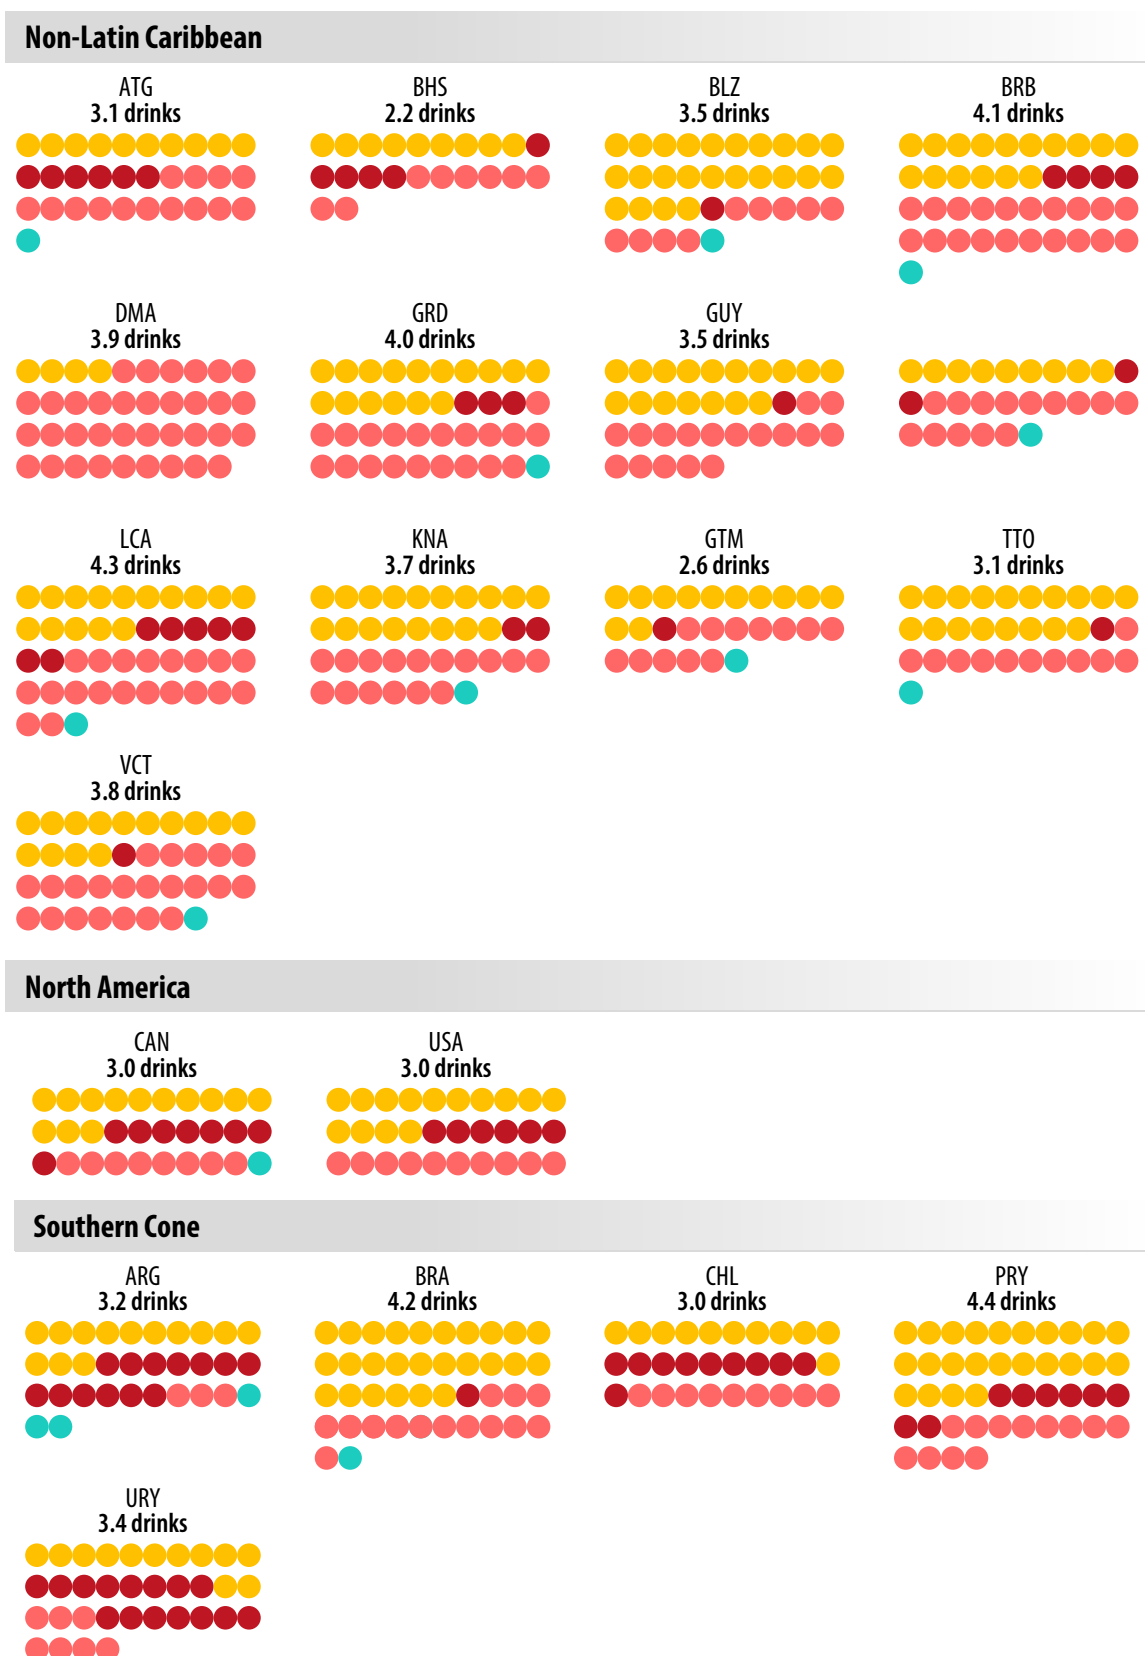 Non-Latin Caribbean
ATG
3.1 drinks
BHS
2.2 drinks
BLZ
3.5 drinks
BRB
4.1 drinks
DMA
3.9 drinks
GRD
4.0 drinks
GUY
3.5 drinks
LCA
4.3 drinks
KNA
3.7 drinks
GTM
2.6 drinks
TTO
3.1 drinks
VCT
3.8 drinks
North America
CAN
3.0 drinks
USA
3.0 drinks
Southern Cone
ARG
3.2 drinks
BRA
4.2 drinks
CHL
3.0 drinks
PRY
4.4 drinks
URY
3.4 drinks